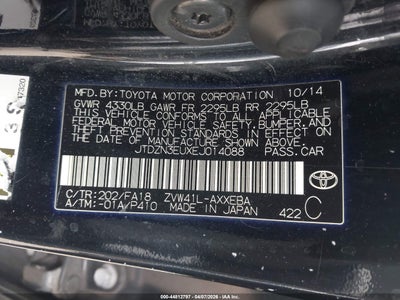 MFD.BY:TOYOTA MOTOR CORPORATION 10/14
GVWR 4330LB GAWR FR 2295LB RR 2295LB
THIS VEHICLE CONFORMS TO ALL APPLICABLE
FEDERAL MOTOR VEHICLE SAFETY, BUMPER, AND
THEFT PREVENTION STANDARDS IN EFFECT ON
THE DATE OF MANUFACTURE SHOWN ABOVE.
JTDZN3EUXEJ014088 PASS.CAR
C/TR:202/FA18 ZVW41L-AXXEBA
A/TM:-01A/P410 MADE IN JAPAN 422 C
TOYOTA
000-44812797 - 04/07/2026 -